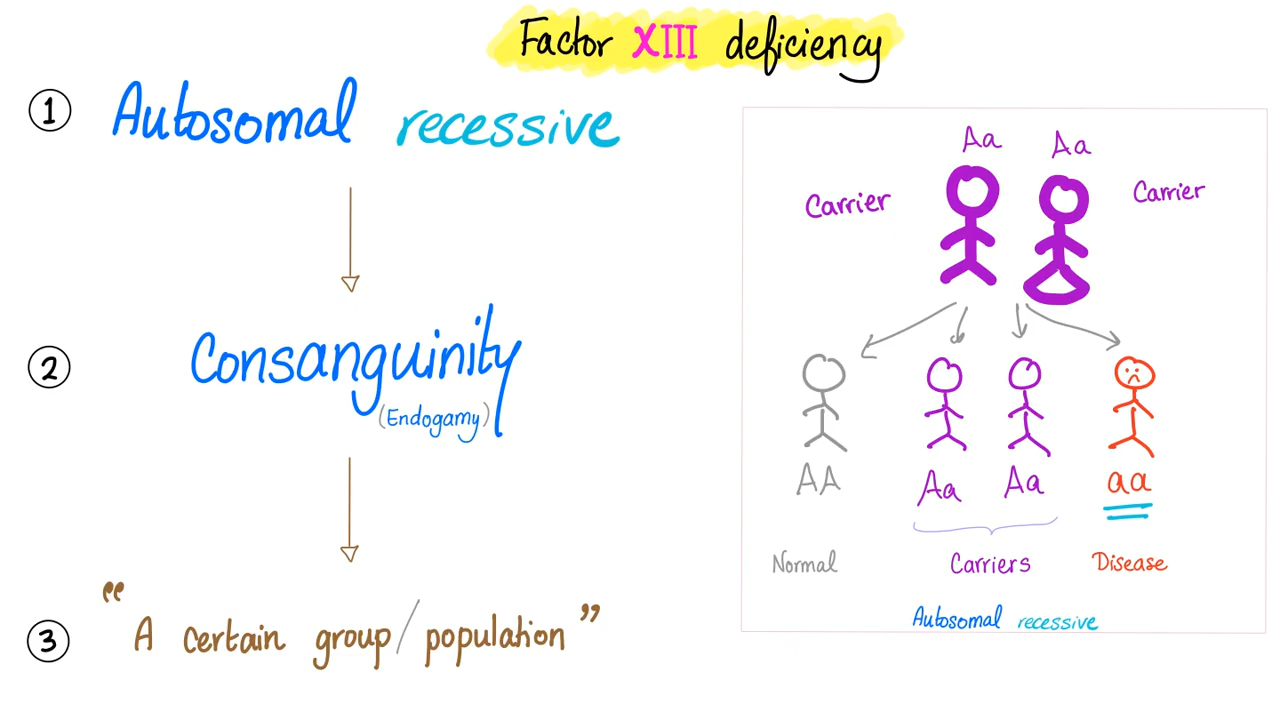 Factor XIII deficiency
1 Autosomal recessive
2 Consanguinity
(Endogamy)
3 "A certain group/population"
Aa Aa
Carrier Carrier
AA Aa Aa aa
Normal Carriers Disease
Autosomal recessive